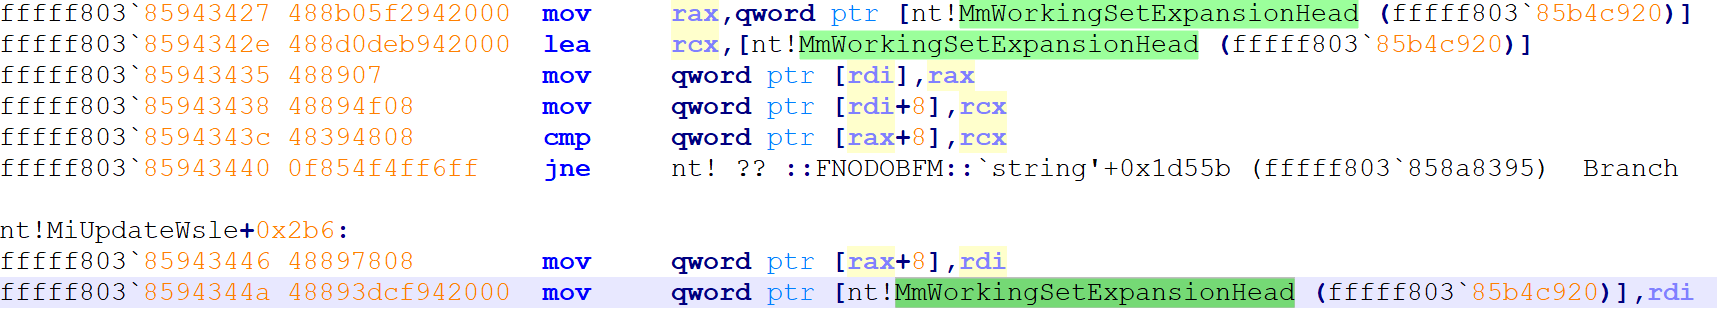 fffff803`85943427 488b05f2942000 mov rax,qword ptr [nt!MmWorkingSetExpansionHead (fffff803`85b4c920)]
fffff803`8594342e 488d0deb942000 lea rcx,[nt!MmWorkingSetExpansionHead (fffff803`85b4c920)]
fffff803`85943435 488907 mov qword ptr [rdi],rax
fffff803`85943438 48894f08 mov qword ptr [rdi+8],rcx
fffff803`8594343c 48394808 cmp qword ptr [rax+8],rcx
fffff803`85943440 0f854f4ff6ff jne nt! ?? ::FNODOBFM::`string'+0x1d55b (fffff803`858a8395) Branch
nt!MiUpdateWsle+0x2b6:
fffff803`85943446 48897808 mov qword ptr [rax+8],rdi
fffff803`8594344a 48893dcf942000 mov qword ptr [nt!MmWorkingSetExpansionHead (fffff803`85b4c920)],rdi